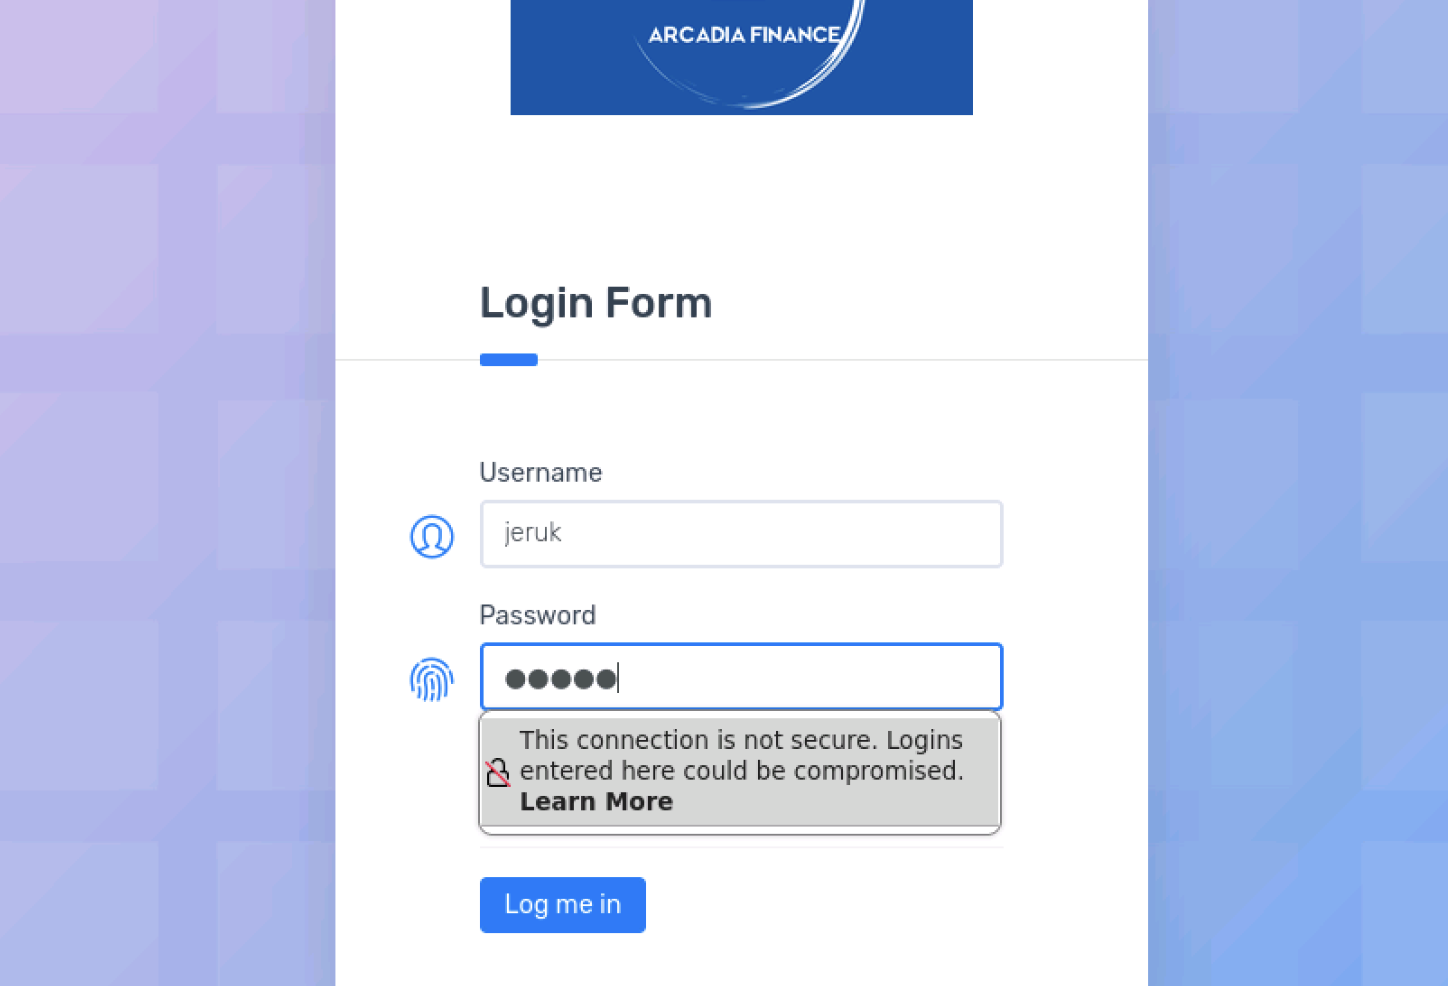 ARCADIA FINANCE
Login Form
Username
jeruk
Password
This connection is not secure. Logins
entered here could be compromised.
Learn More
Log me in